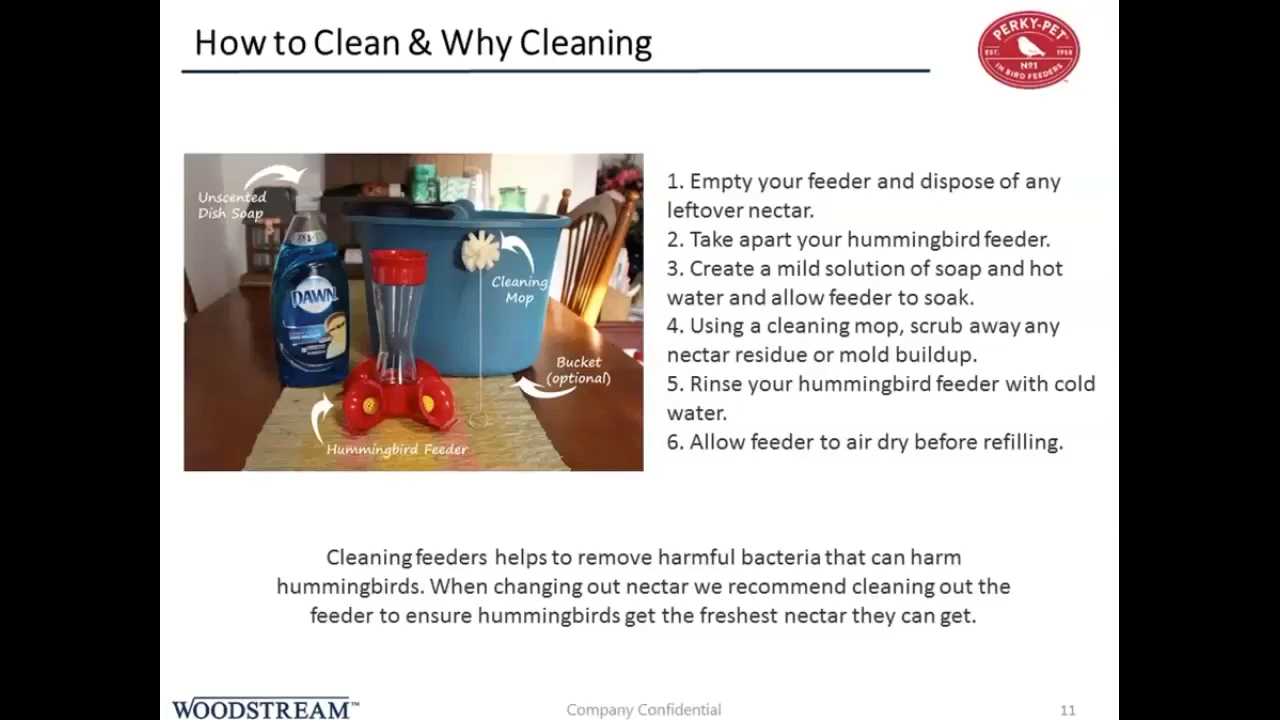 How to Clean & Why Cleaning
PERKY-PET
EST. 1958
Nº1
IN BIRD FEEDERS
Unscented
Dish Soap
DAWN
Cleaning
Mop
Bucket
(optional)
Hummingbird Feeder
1. Empty your feeder and dispose of any
leftover nectar.
2. Take apart your hummingbird feeder.
3. Create a mild solution of soap and hot
water and allow feeder to soak.
4. Using a cleaning mop, scrub away any
nectar residue or mold buildup.
5. Rinse your hummingbird feeder with cold
water.
6. Allow feeder to air dry before refilling.
Cleaning feeders helps to remove harmful bacteria that can harm
hummingbirds. When changing out nectar we recommend cleaning out the
feeder to ensure hummingbirds get the freshest nectar they can get.
WOODSTREAM™
Company Confidential
11